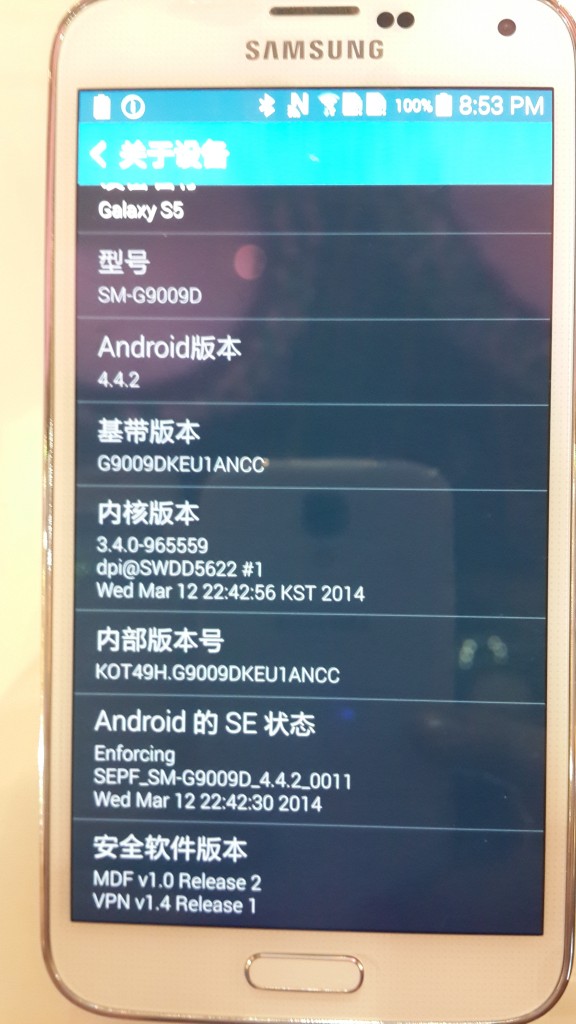 SAMSUNG
100% 8:53 PM
关于设备
Galaxy S5
型号
SM-G9009D
Android版本
4.4.2
基带版本
G9009DKEU1ANCC
内核版本
3.4.0-965559
dpi@SWDD5622 #1
Wed Mar 12 22:42:56 KST 2014
内部版本号
KOT49H.G9009DKEU1ANCC
Android 的 SE 状态
Enforcing
SEPF_SM-G9009D_4.4.2_0011
Wed Mar 12 22:42:30 2014
安全软件版本
MDF v1.0 Release 2
VPN v1.4 Release 1